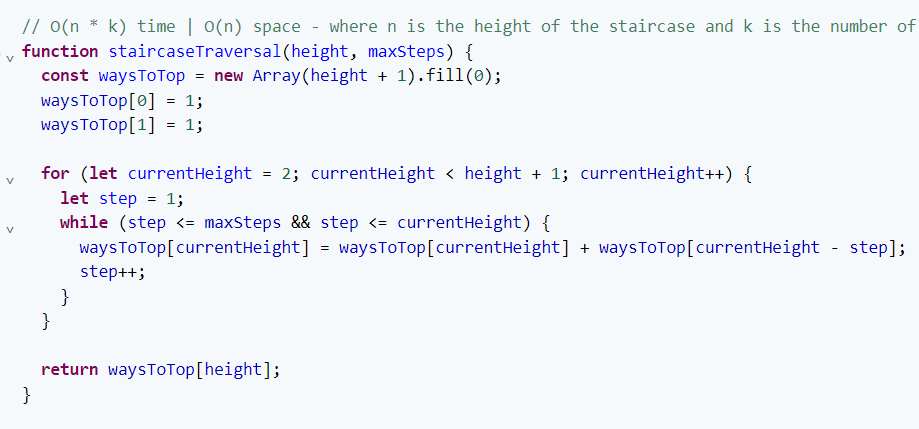 // O(n * k) time | O(n) space - where n is the height of the staircase and k is the number of
function staircaseTraversal(height, maxSteps) {
  const waysToTop = new Array(height + 1).fill(0);
  waysToTop[0] = 1;
  waysToTop[1] = 1;

  for (let currentHeight = 2; currentHeight < height + 1; currentHeight++) {
    let step = 1;
    while (step <= maxSteps && step <= currentHeight) {
      waysToTop[currentHeight] = waysToTop[currentHeight] + waysToTop[currentHeight - step];
      step++;
    }
  }

  return waysToTop[height];
}